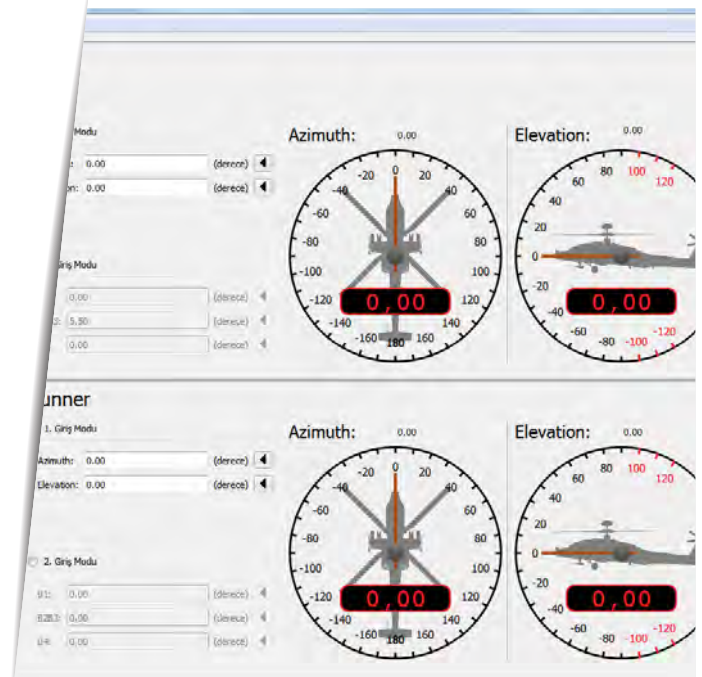 Modu
Azimuth:
0.00
Elevation:
0.00
: 0.00 (derece)
on: 0.00 (derece)
-40 -20 0 20 40
-60 60
-80 80
-100 100
-120 0,00 120
-140 140
-160 180 160
60 80 100 120
40
20
0
-20
-40 0,00
-60 -80 -100 -120
Giriş Modu
0.00 (derece)
5.50 (derece)
0.00 (derece)
unner
1. Giriş Modu
Azimuth:
0.00
Elevation:
0.00
Azimuth: 0.00 (derece)
Elevation: 0.00 (derece)
-40 -20 0 20 40
-60 60
-80 80
-100 100
-120 0,00 120
-140 140
-160 180 160
60 80 100 120
40
20
0
-20
-40 0,00
-60 -80 -100 -120
2. Giriş Modu
0.00 (derece)
0.00 (derece)
0.00 (derece)